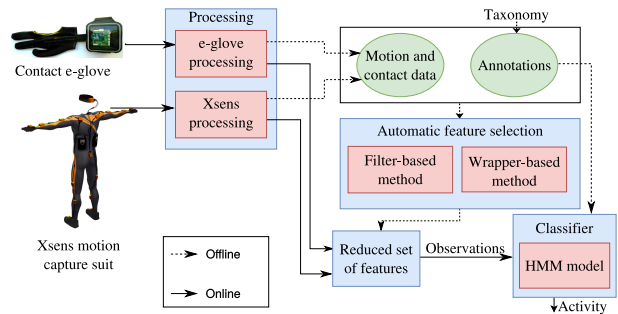 Processing
Taxonomy
e-glove
processing
Motion and
contact data
Annotations
Contact e-glove
Xsens
processing
Automatic feature selection
Filter-based
method
Wrapper-based
method
Xsens motion
capture suit
Offline
Online
Reduced set
of features
Observations
Classifier
HMM model
Activity